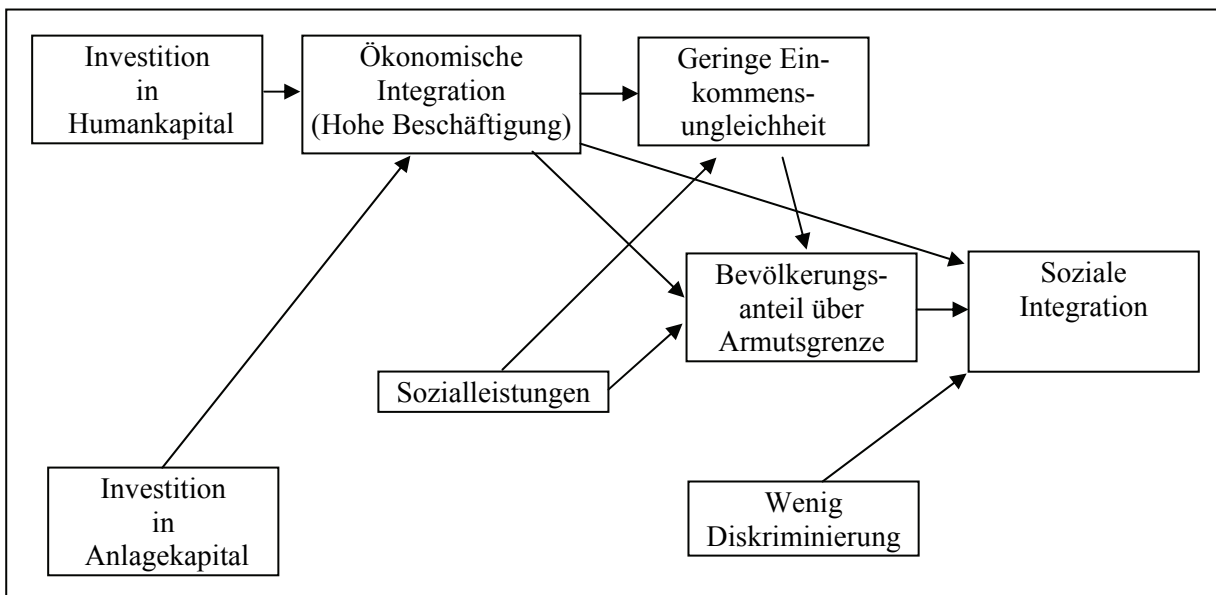 Investition
in
Humankapital
Ökonomische
Integration
(Hohe Beschäftigung)
Geringe Ein-
kommens-
ungleichheit
Bevölkerungs-
anteil über
Armutsgrenze
Soziale
Integration
Sozialleistungen
Investition
in
Anlagekapital
Wenig
Diskriminierung